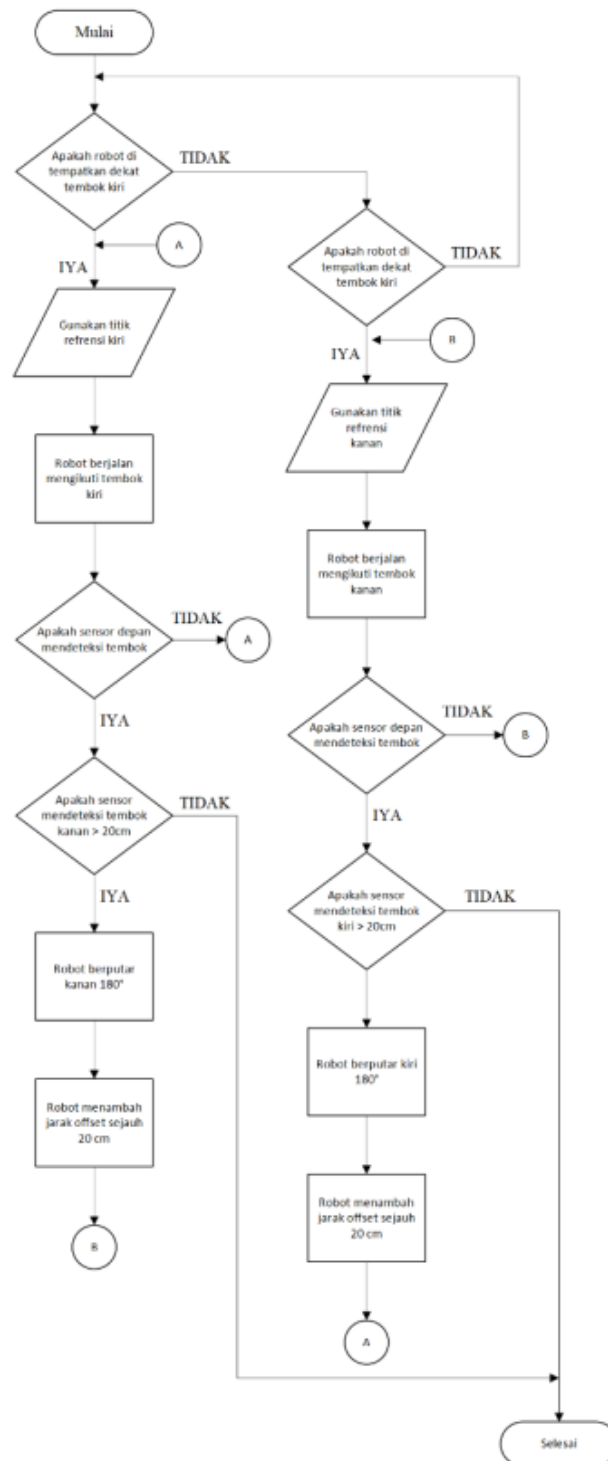 Mulai
Apakah robot di
tempatkan dekat
tembok kiri
TIDAK
IYA
A
Apakah robot di
tempatkan dekat
tembok kiri
TIDAK
IYA
B
Gunakan titik
refrensi kiri
Gunakan titik
refrensi
kanan
Robot berjalan
mengikuti tembok
kiri
Robot berjalan
mengikuti tembok
kanan
Apakah sensor depan
mendeteksi tembok
TIDAK
A
IYA
Apakah sensor depan
mendeteksi tembok
TIDAK
B
IYA
Apakah sensor
mendeteksi tembok
kanan > 20cm
TIDAK
IYA
Apakah sensor
mendeteksi tembok
kiri > 20cm
TIDAK
IYA
Robot berputar
kanan 180°
Robot berputar kiri
180°
Robot menambah
jarak offset sejauh
20 cm
Robot menambah
jarak offset sejauh
20 cm
B
A
Selesai